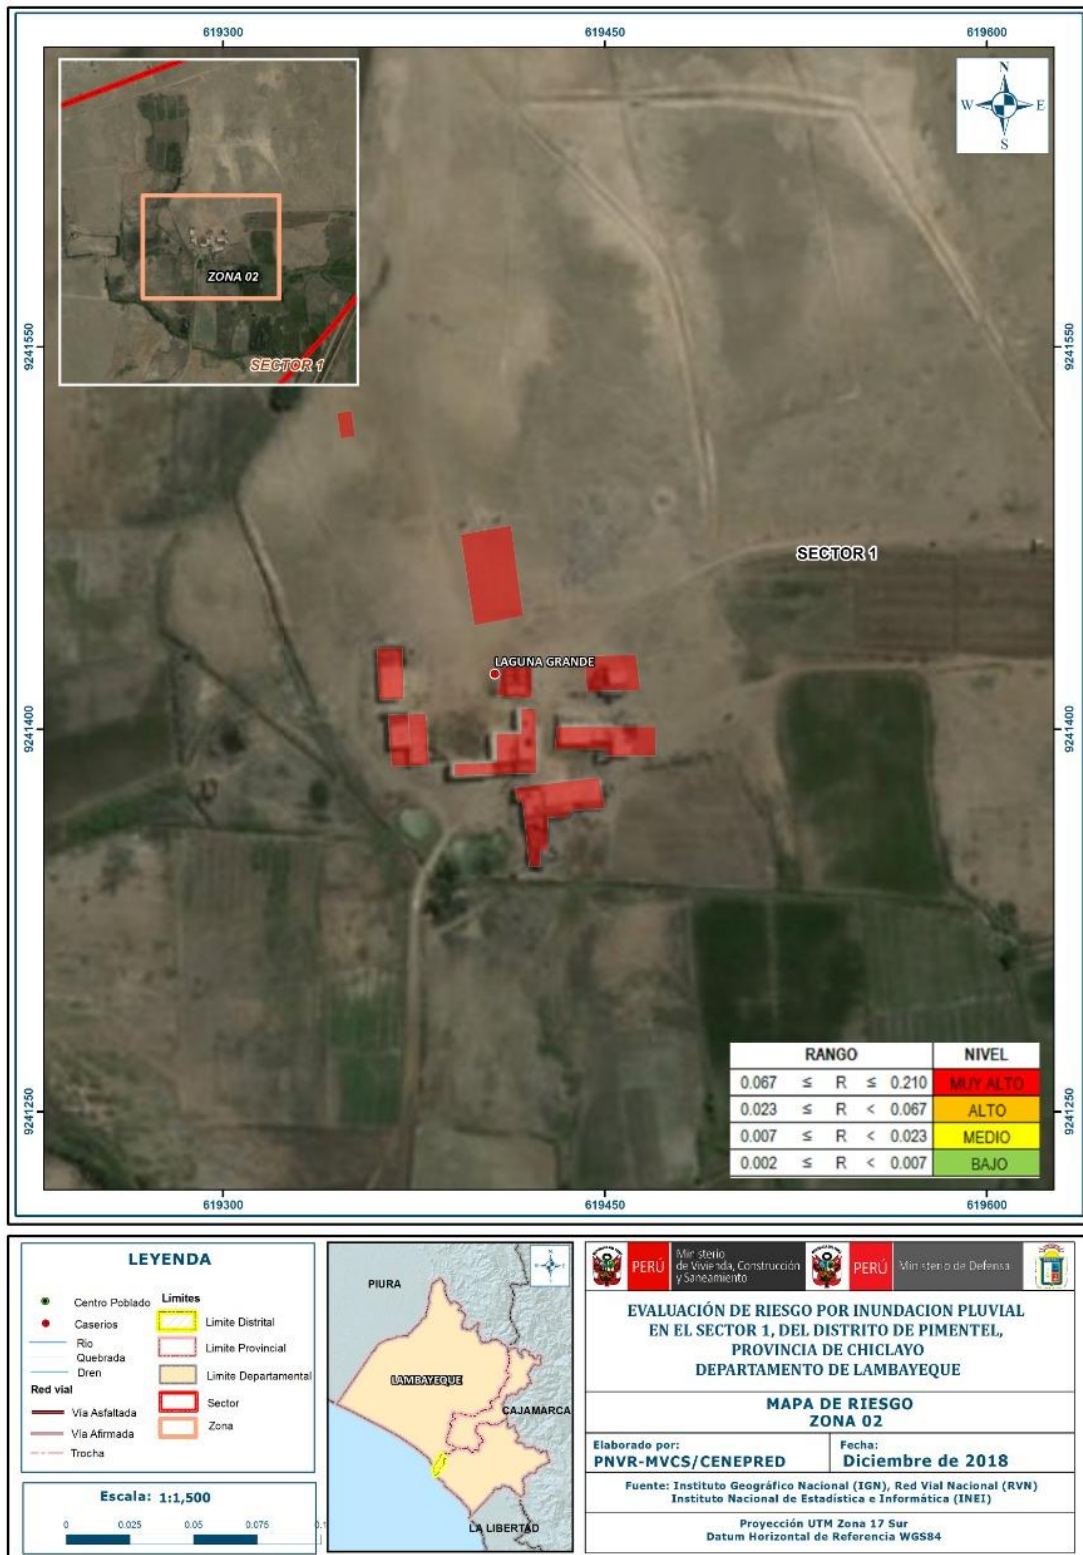 619300
619450
619600
N
W
E
S
ZONA 02
SECTOR 1
9241550
9241550
SECTOR 1
LAGUNA GRANDE
9241400
9241400
9241250
9241250
RANGO NIVEL
0.067 ≤ R ≤ 0.210 MUY ALTO
0.023 ≤ R < 0.067 ALTO
0.007 ≤ R < 0.023 MEDIO
0.002 ≤ R < 0.007 BAJO
619300
619450
619600
LEYENDA
Centro Poblado
Caserios
Rio
Quebrada
Dren
Red vial
Vía Asfaltada
Vía Afirmada
Trocha
Limites
Limite Distrital
Limite Provincial
Limite Departamental
Sector
Zona
Escala: 1:1,500
0 0.025 0.05 0.075
PIURA
LAMBAYEQUE
CAJAMARCA
LA LIBERTAD
PERÚ
Ministerio
de Vivienda, Construcción
y Saneamiento
PERÚ
Ministerio de Defensa
EVALUACIÓN DE RIESGO POR INUNDACION PLUVIAL
EN EL SECTOR 1, DEL DISTRITO DE PIMENTEL,
PROVINCIA DE CHICLAYO
DEPARTAMENTO DE LAMBAYEQUE
MAPA DE RIESGO
ZONA 02
Elaborado por:
PNVR-MVCS/CENEPRED
Fecha:
Diciembre de 2018
Fuente: Instituto Geográfico Nacional (IGN), Red Vial Nacional (RVN)
Instituto Nacional de Estadística e Informática (INEI)
Proyección UTM Zona 17 Sur
Datum Horizontal de Referencia WGS84